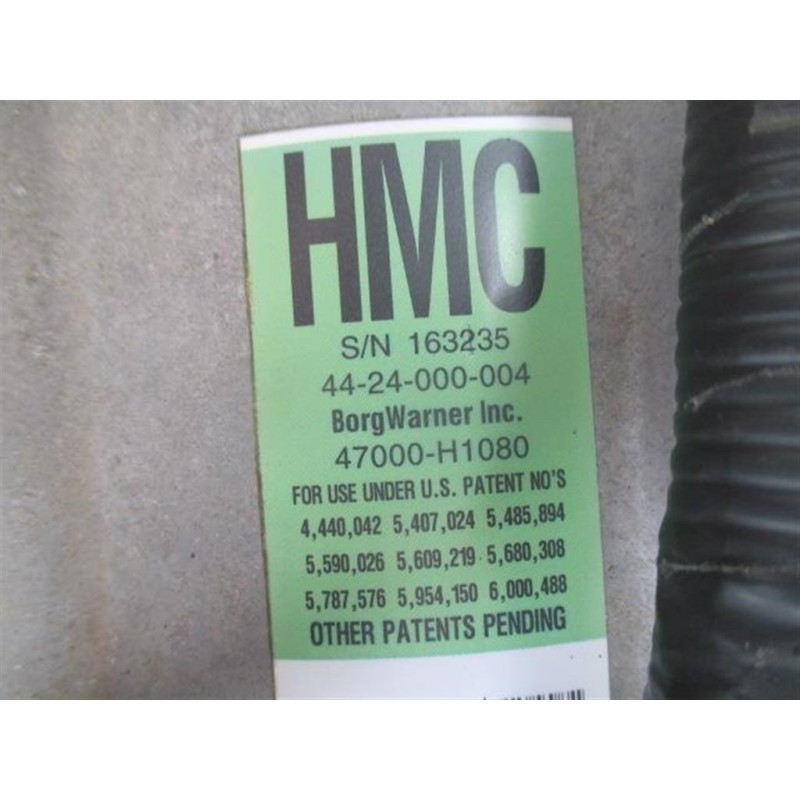 HMC
S/N 163235
44-24-000-004
BorgWarner Inc.
47000-H1080
FOR USE UNDER U.S. PATENT NO'S
4,440,042 5,407,024 5,485,894
5,590,026 5,609,219 5,680,308
5,787,576 5,954,150 6,000,488
OTHER PATENTS PENDING